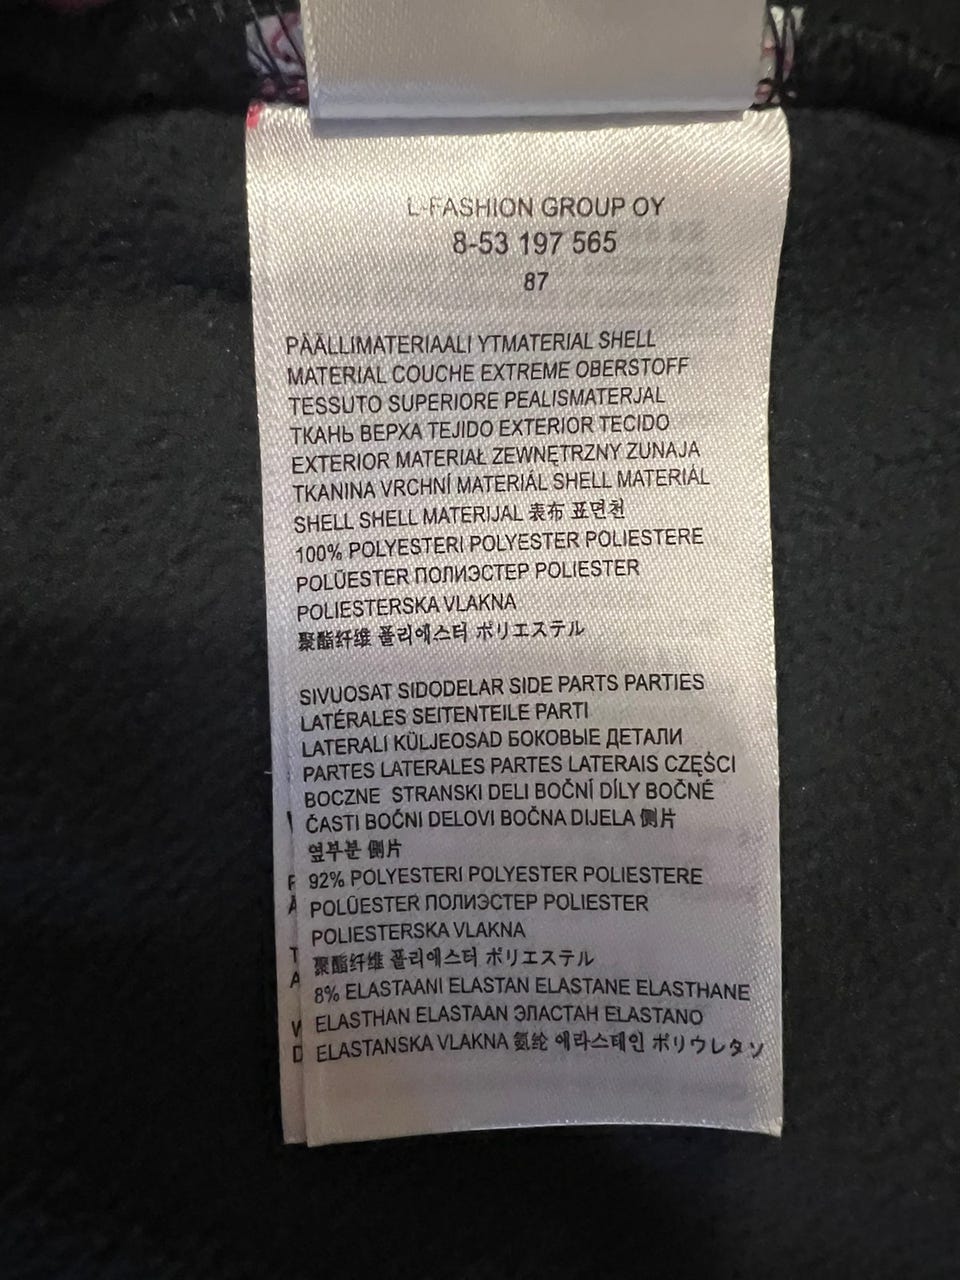 L-FASHION GROUP OY
8-53 197 565
87
PÄÄLLIMATERIAALI YTMATERIAL SHELL
MATERIAL COUCHE EXTREME OBERSTOFF
TESSUTO SUPERIORE PEALISMATERJAL
ТКАНЬ ВЕРХА TEJIDO EXTERIOR TECIDO
EXTERIOR MATERIAŁ ZEWNĘTRZNY ZUNAJA
TKANINA VRCHNÍ MATERIÁL SHELL MATERIÁL
SHELL SHELL MATERIJAL 表布 표면천
100% POLYESTERI POLYESTER POLIESTERE
POLÜESTER ПОЛИЭСТЕР POLIESTER
POLIESTERSKA VLAKNA
聚酯纤维 폴리에스터 ポリエステル
SIVUOSAT SIDODELAR SIDE PARTS PARTIES
LATÉRALES SEITENTEILE PARTI
LATERALI KÜLJEOSAD БОКОВЫЕ ДЕТАЛИ
PARTES LATERALES PARTES LATERAIS CZĘŚCI
BOCZNE STRANSKI DELI BOČNÍ DÍLY BOČNÉ
ČASTI BOČNI DELOVI BOČNA DIJELA 侧片
옆부분 側片
92% POLYESTERI POLYESTER POLIESTERE
POLÜESTER ПОЛИЭСТЕР POLIESTER
POLIESTERSKA VLAKNA
聚酯纤维 폴리에스터 ポリエステル
8% ELASTAANI ELASTAN ELASTANE ELASTHANE
ELASTHAN ELASTAAN ЭЛАСТАН ELASTANO
ELASTANSKA VLAKNA 氨纶 에라스테인 ポリウレタソ